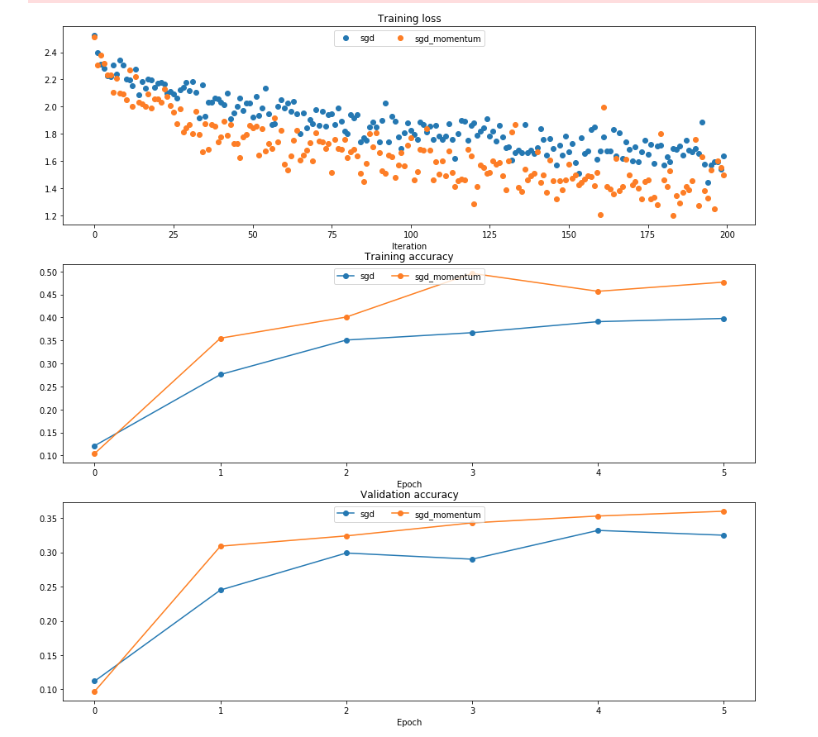 Training loss
sgd sgd_momentum
2.4
2.2
2.0
1.8
1.6
1.4
1.2
0 25 50 75 100 125 150 175 200
Iteration
Training accuracy
sgd sgd_momentum
0.50
0.45
0.40
0.35
0.30
0.25
0.20
0.15
0.10
0 1 2 3 4 5
Epoch
Validation accuracy
sgd sgd_momentum
0.35
0.30
0.25
0.20
0.15
0.10
0 1 2 3 4 5
Epoch